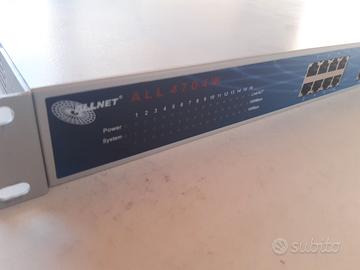 ALLNET®
ALL 4704W
1 2 3 4 5 6 7 8 9 10 11 12 13 14 15 16
Power
System
subito